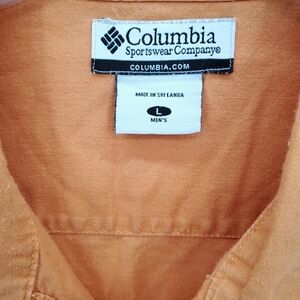 Columbia
Sportswear Company®
COLUMBIA.COM
MADE IN SRI LANKA
L
MEN'S